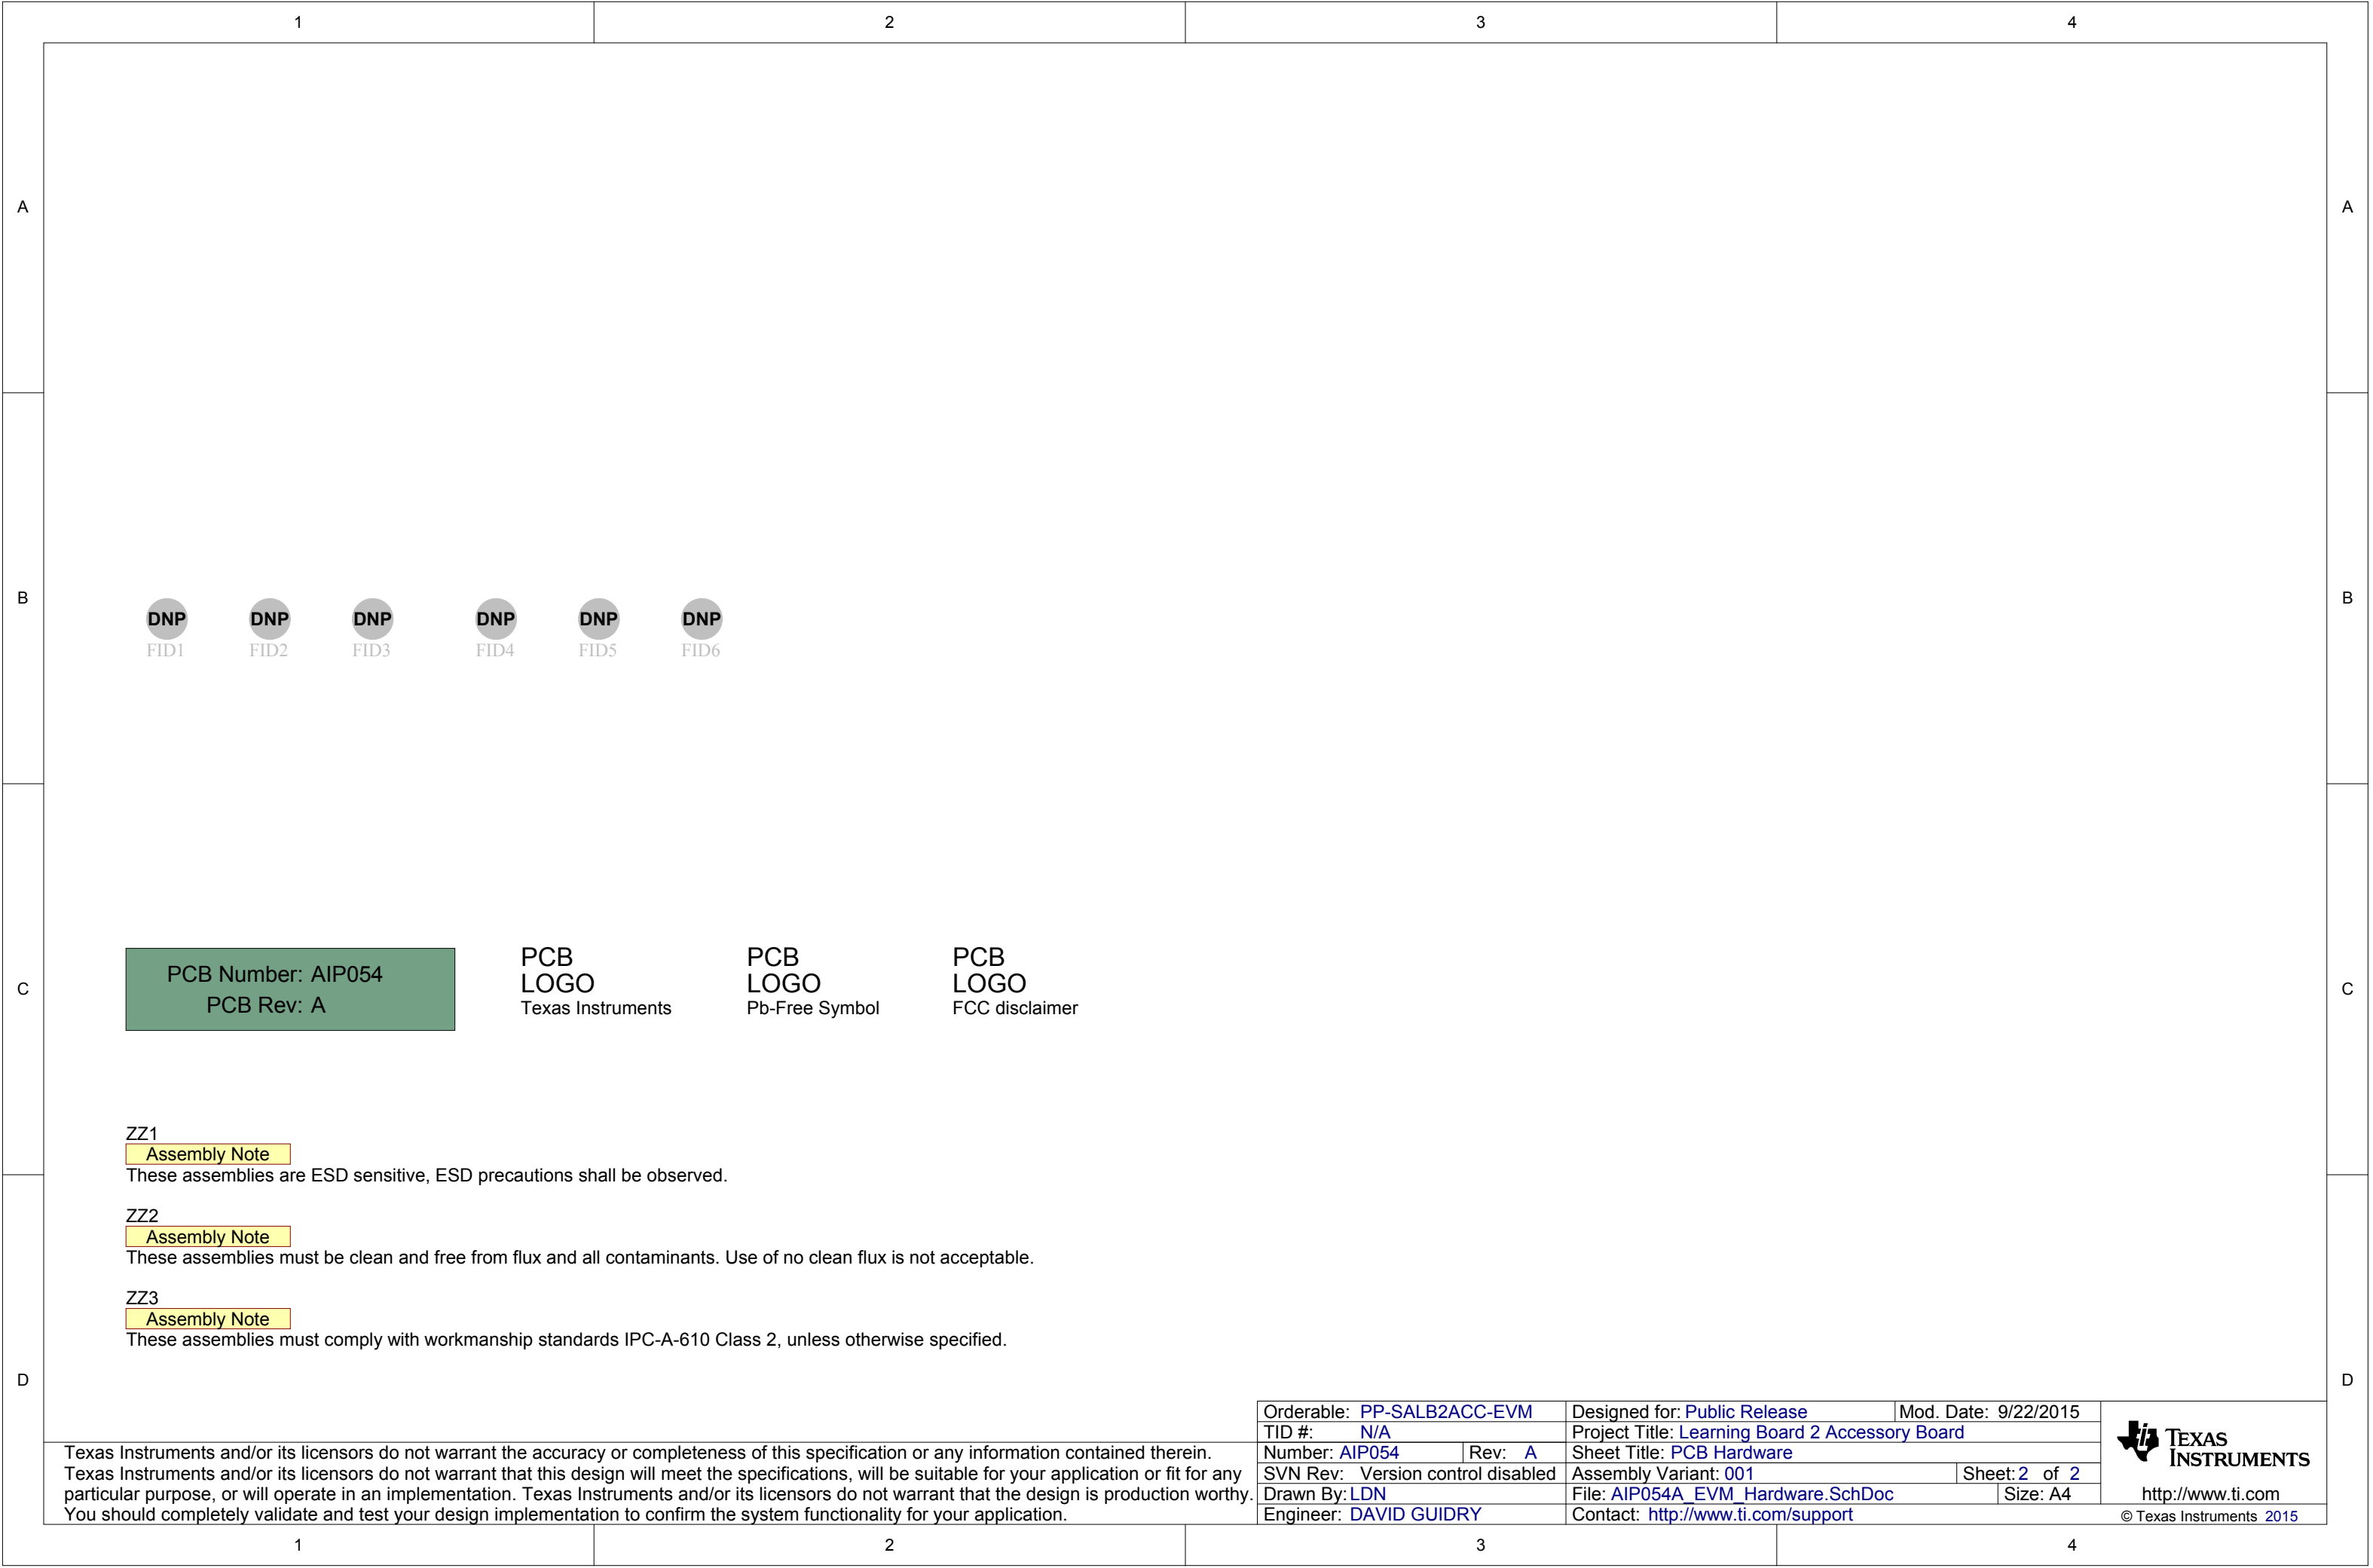 1 2 3 4
A A
B B
DNP DNP DNP DNP DNP DNP
FID1 FID2 FID3 FID4 FID5 FID6
PCB Number: AIP054
PCB Rev: A
PCB
LOGO
Texas Instruments
PCB
LOGO
Pb-Free Symbol
PCB
LOGO
FCC disclaimer
C C
ZZ1
Assembly Note
These assemblies are ESD sensitive, ESD precautions shall be observed.
ZZ2
Assembly Note
These assemblies must be clean and free from flux and all contaminants. Use of no clean flux is not acceptable.
ZZ3
Assembly Note
These assemblies must comply with workmanship standards IPC-A-610 Class 2, unless otherwise specified.
D D
Texas Instruments and/or its licensors do not warrant the accuracy or completeness of this specification or any information contained therein.
Texas Instruments and/or its licensors do not warrant that this design will meet the specifications, will be suitable for your application or fit for any
particular purpose, or will operate in an implementation. Texas Instruments and/or its licensors do not warrant that the design is production worthy.
You should completely validate and test your design implementation to confirm the system functionality for your application.
Orderable: PP-SALB2ACC-EVM Designed for: Public Release Mod. Date: 9/22/2015
TID #: N/A Project Title: Learning Board 2 Accessory Board
Number: AIP054 Rev: A Sheet Title: PCB Hardware
SVN Rev: Version control disabled Assembly Variant: 001 Sheet: 2 of 2
Drawn By: LDN File: AIP054A_EVM_Hardware.SchDoc Size: A4
Engineer: DAVID GUIDRY Contact: http://www.ti.com/support
TEXAS
INSTRUMENTS
http://www.ti.com
© Texas Instruments 2015
1 2 3 4